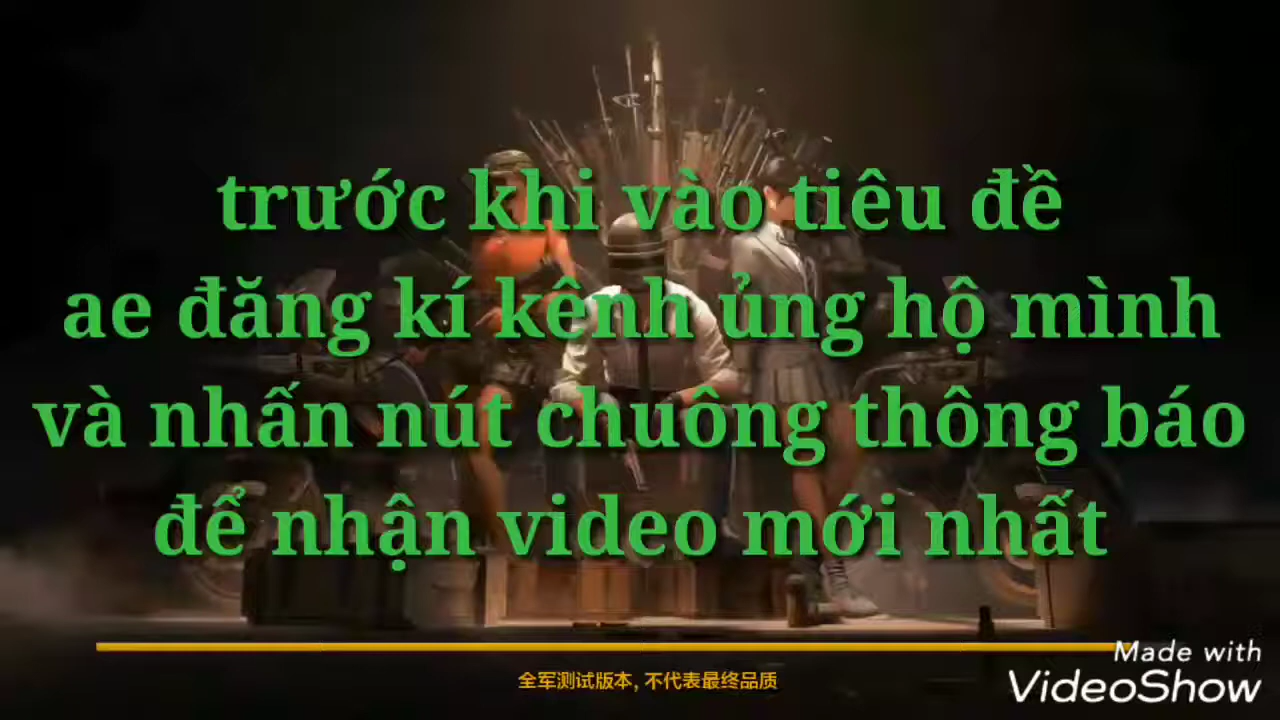 trước khi vào tiêu đề
ae đăng kí kênh ủng hộ mình
và nhấn nút chuông thông báo
để nhận video mới nhất
Made with
VideoShow
全军测试版本, 不代表最终品质